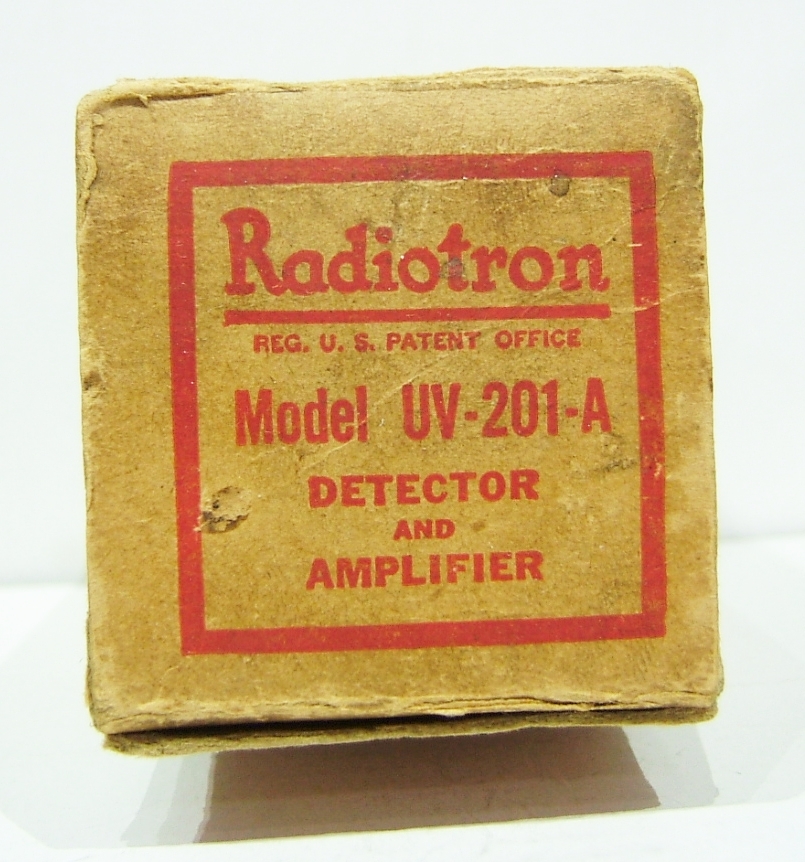 Radiotron
REG. U. S. PATENT OFFICE
Model UV-201-A
DETECTOR
AND
AMPLIFIER